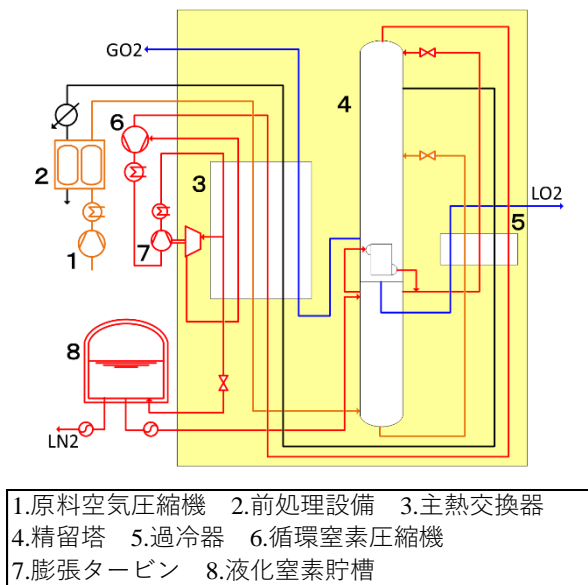 GO2
6
4
2
3
LO2
5
1
7
8
LN2
1.原料空気圧縮機 2.前処理設備 3.主熱交換器
4.精留塔 5.過冷器 6.循環窒素圧縮機
7.膨張タービン 8.液化窒素貯槽